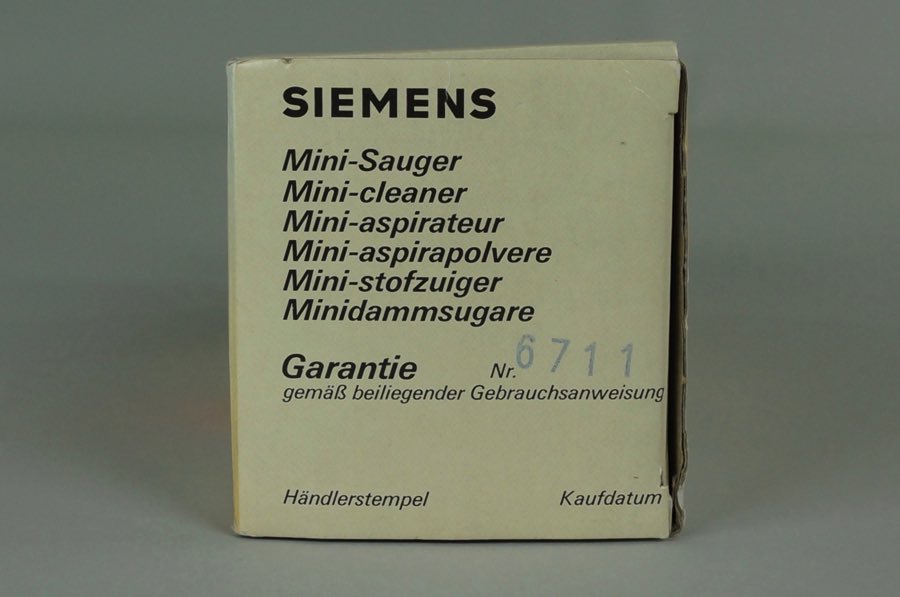 SIEMENS
Mini-Sauger
Mini-cleaner
Mini-aspirateur
Mini-aspirapolvere
Mini-stofzuiger
Minidammsugare
Garantie Nr. 6711
gemäß beiliegender Gebrauchsanweisung
Händlerstempel Kaufdatum